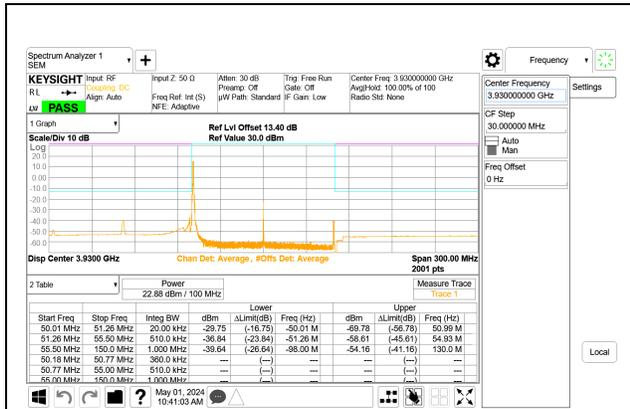 Spectrum Analyzer 1
SEM
Frequency
KEYSIGHT Input: RF Input Z: 50 Ω Atten: 30 dB Trig: Free Run Center Freq: 3.930000000 GHz
RL Coupling: DC Preamp: Off Gate: Off Avg|Hold: 100.00% of 100
Align: Auto Freq Ref: Int (S) µW Path: Standard IF Gain: Low Radio Std: None
LXI PASS NFE: Adaptive
Center Frequency
3.930000000 GHz
Settings
CF Step
30.000000 MHz
Auto
Man
Freq Offset
0 Hz
Local
1 Graph
Ref Lvl Offset 13.40 dB
Scale/Div 10 dB Ref Value 30.0 dBm
Log
20.0
10.0
0.00
-10.0
-20.0
-30.0
-40.0
-50.0
-60.0
Disp Center 3.9300 GHz Chan Det: Average , #Offs Det: Average Span 300.00 MHz
2001 pts
2 Table Power Measure Trace
22.88 dBm / 100 MHz Trace 1
Lower Upper
Start Freq Stop Freq Integ BW dBm ΔLimit(dB) Freq (Hz) dBm ΔLimit(dB) Freq (Hz)
50.01 MHz 51.26 MHz 20.00 kHz -29.75 (-16.75) -50.01 M -69.78 (-56.78) 50.99 M
51.26 MHz 55.50 MHz 510.0 kHz -36.84 (-23.84) -51.26 M -58.61 (-45.61) 54.93 M
55.50 MHz 150.0 MHz 1.000 MHz -39.64 (-26.64) -98.00 M -54.16 (-41.16) 130.0 M
50.18 MHz 50.77 MHz 360.0 kHz --- (---) --- (---)
50.77 MHz 55.00 MHz 510.0 kHz --- (---) --- (---)
55.00 MHz 150.0 MHz 1.000 MHz --- (---) --- (---)
May 01, 2024
10:41:03 AM